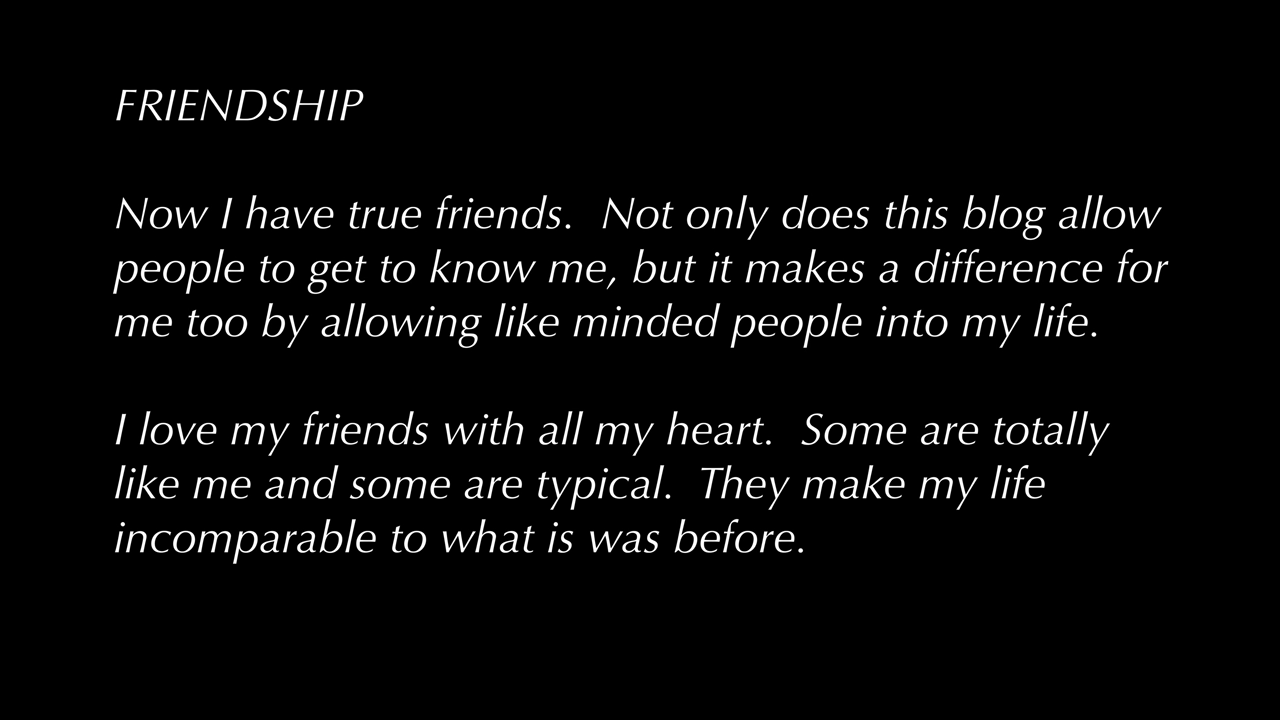 FRIENDSHIP
Now I have true friends.  Not only does this blog allow
people to get to know me, but it makes a difference for
me too by allowing like minded people into my life.
I love my friends with all my heart.  Some are totally
like me and some are typical.  They make my life
incomparable to what is was before.